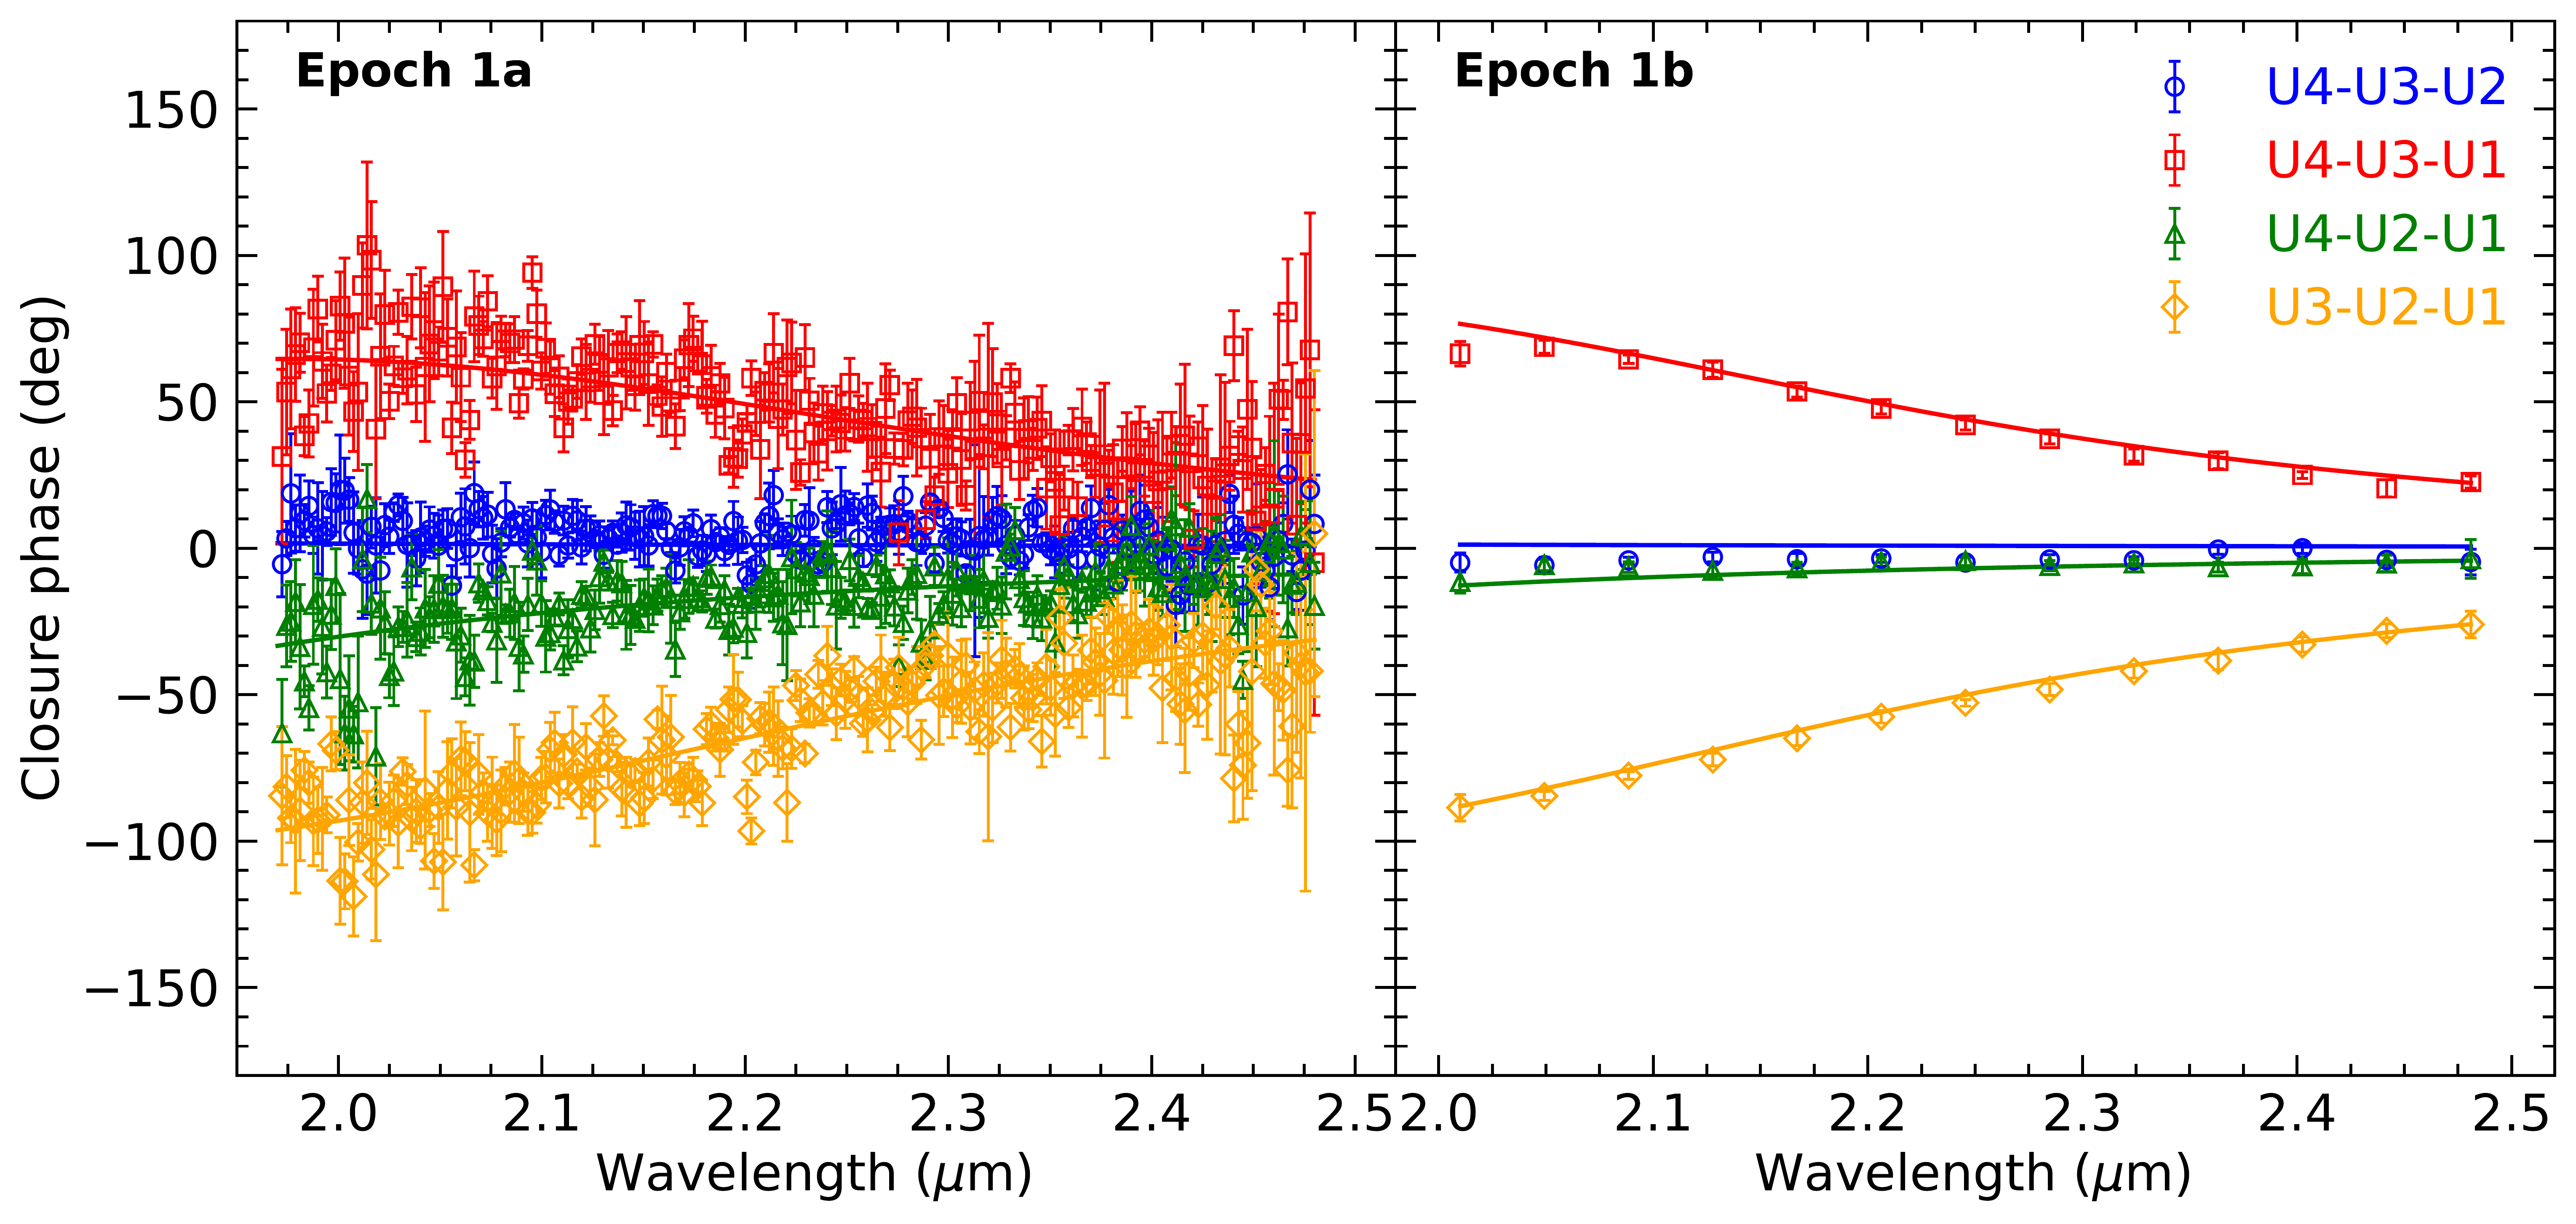 Epoch 1a
Epoch 1b
U4-U3-U2
U4-U3-U1
U4-U2-U1
U3-U2-U1
Closure phase (deg)
150
100
50
0
−50
−100
−150
2.0 2.1 2.2 2.3 2.4 2.5
2.0 2.1 2.2 2.3 2.4 2.5
Wavelength (μm)
Wavelength (μm)